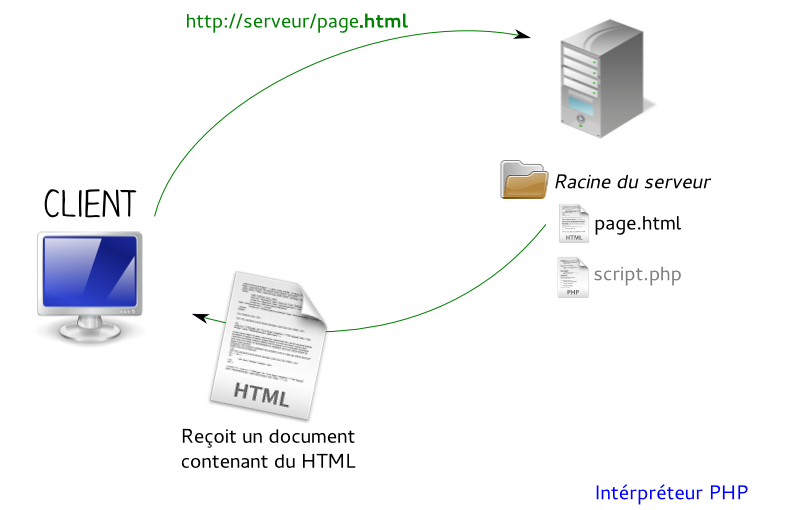 http://serveur/page.html
CLIENT
Racine du serveur
page.html
HTML
script.php
PHP
HTML
Reçoit un document
contenant du HTML
Intérpréteur PHP